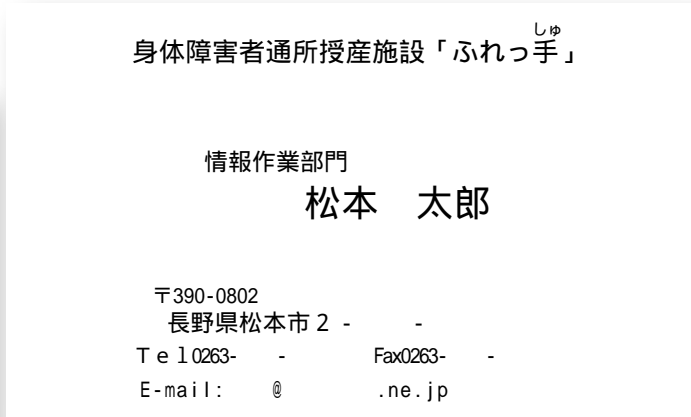 身体障害者通所授産施設「ふれっ手」
しゅ
情報作業部門
松本　太郎
〒390-0802
長野県松本市２-　　-
Ｔｅｌ0263-　-　　Fax0263-　-
E-mail:　　@　　.ne.jp